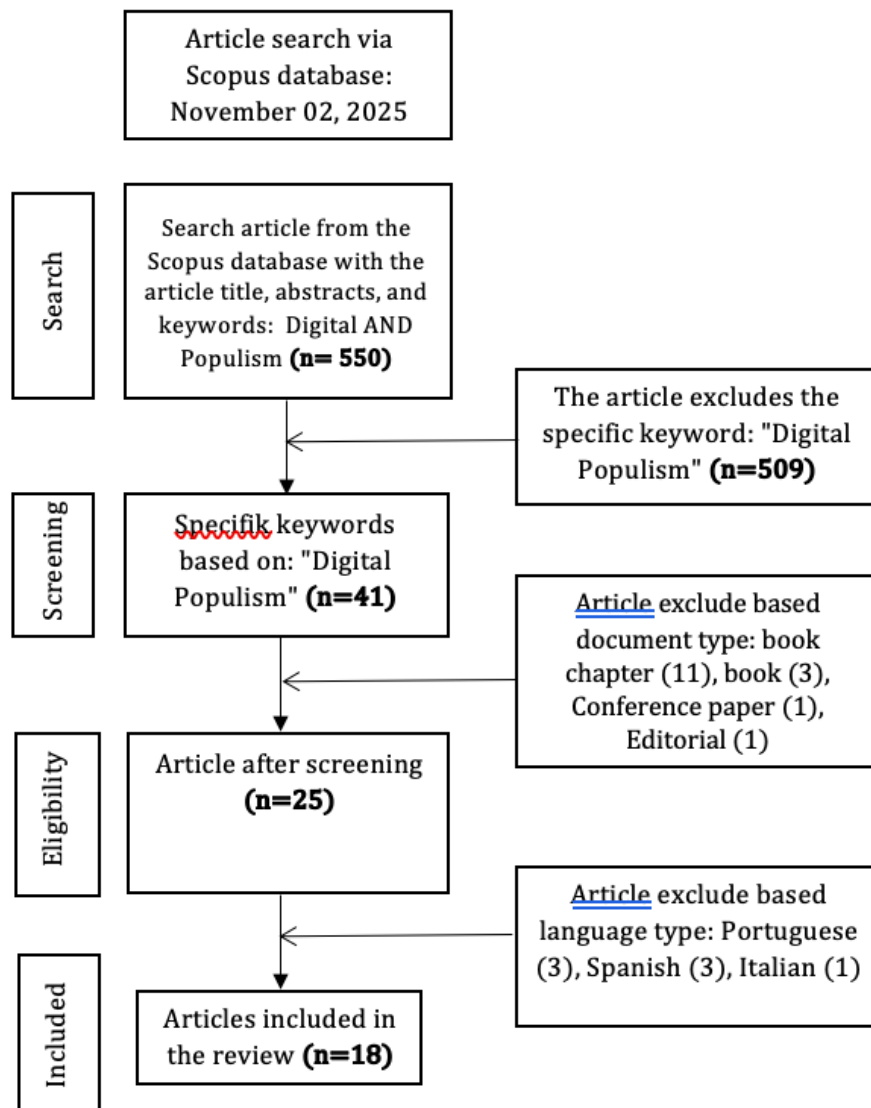 Article search via
Scopus database:
November 02, 2025
Search
Search article from the
Scopus database with the
article title, abstracts, and
keywords: Digital AND
Populism (n= 550)
The article excludes the
specific keyword: "Digital
Populism" (n=509)
Screening
Specifik keywords
based on: "Digital
Populism" (n=41)
Article exclude based
document type: book
chapter (11), book (3),
Conference paper (1),
Editorial (1)
Eligibility
Article after screening
(n=25)
Article exclude based
language type: Portuguese
(3), Spanish (3), Italian (1)
Included
Articles included in
the review (n=18)